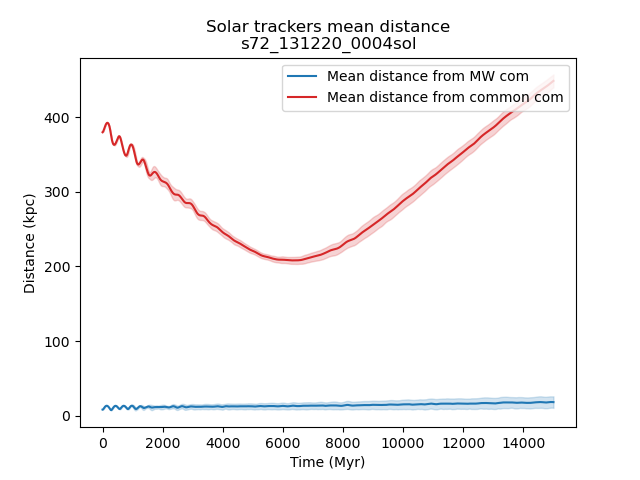 Solar trackers mean distance
s72_131220_0004sol
Mean distance from MW com
Mean distance from common com
400
300
200
100
0
Distance (kpc)
0 2000 4000 6000 8000 10000 12000 14000
Time (Myr)